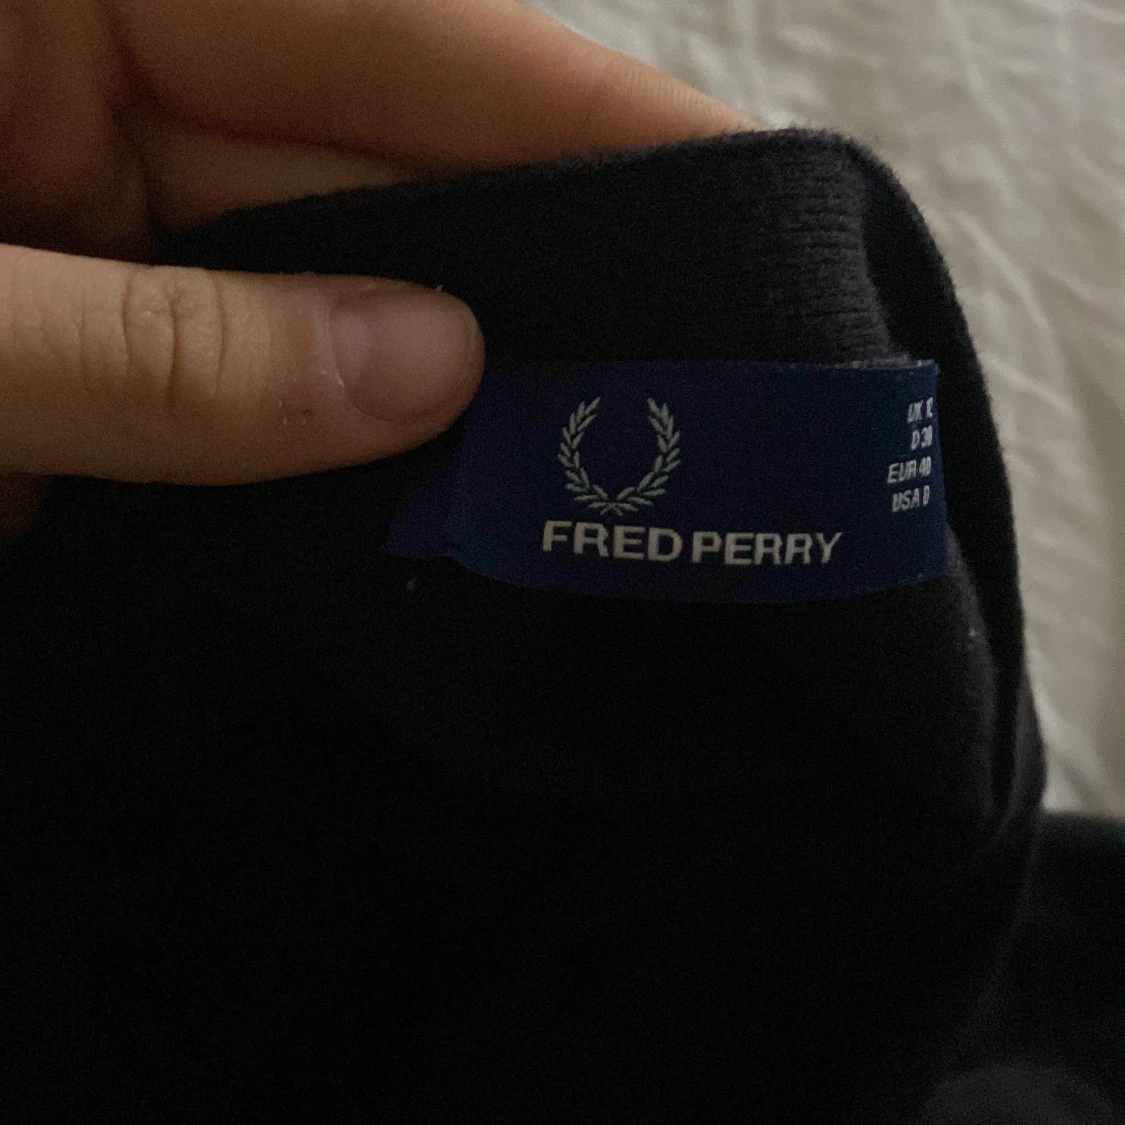 FRED PERRY
UK 12
D 38
EUR 40
USA 8